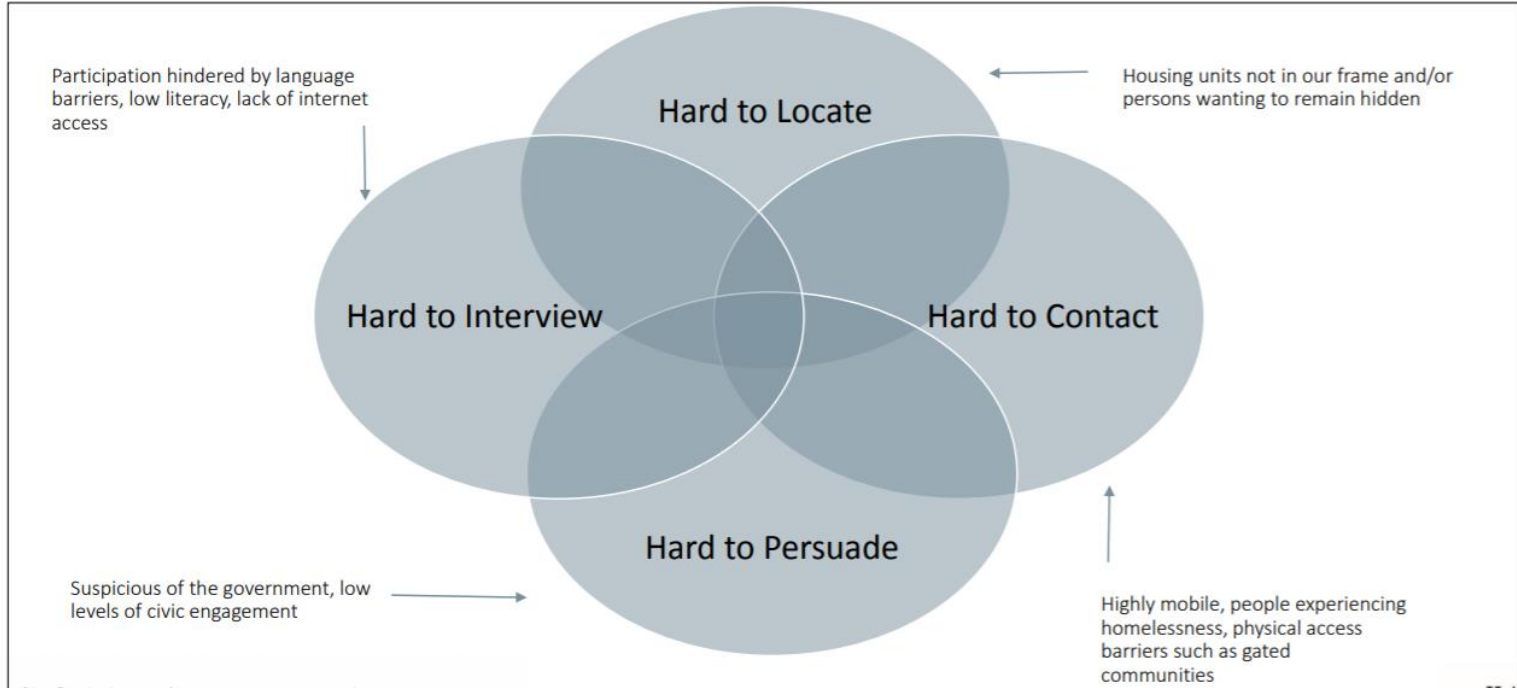 Participation hindered by language
barriers, low literacy, lack of internet
access
Housing units not in our frame and/or
persons wanting to remain hidden
Hard to Locate
Hard to Interview
Hard to Contact
Hard to Persuade
Suspicious of the government, low
levels of civic engagement
Highly mobile, people experiencing
homelessness, physical access
barriers such as gated
communities